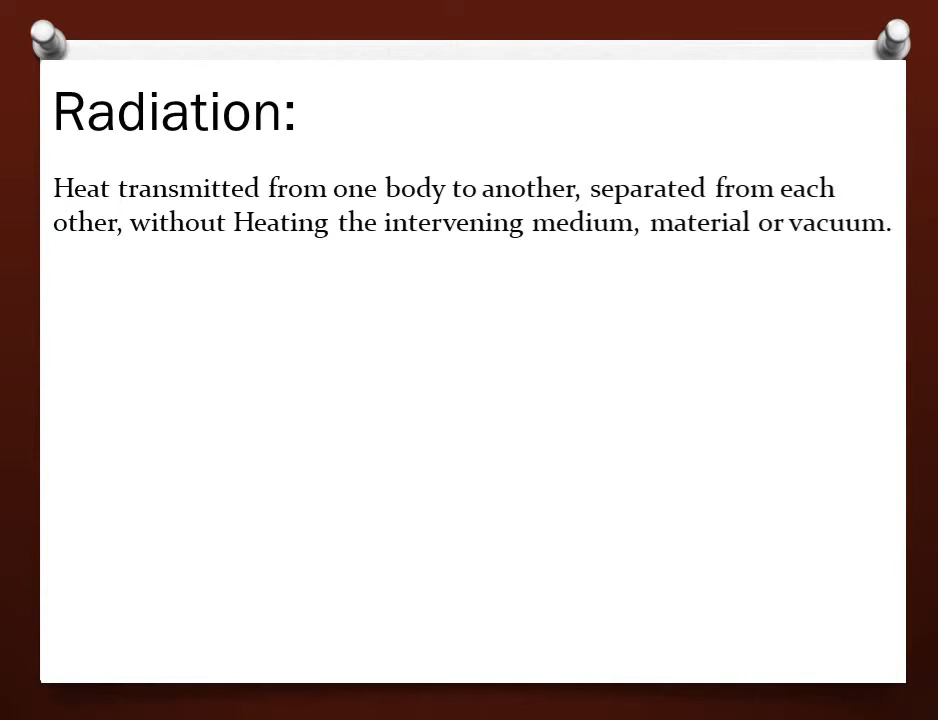 Radiation:
Heat transmitted from one body to another, separated from each
other, without Heating the intervening medium, material or vacuum.